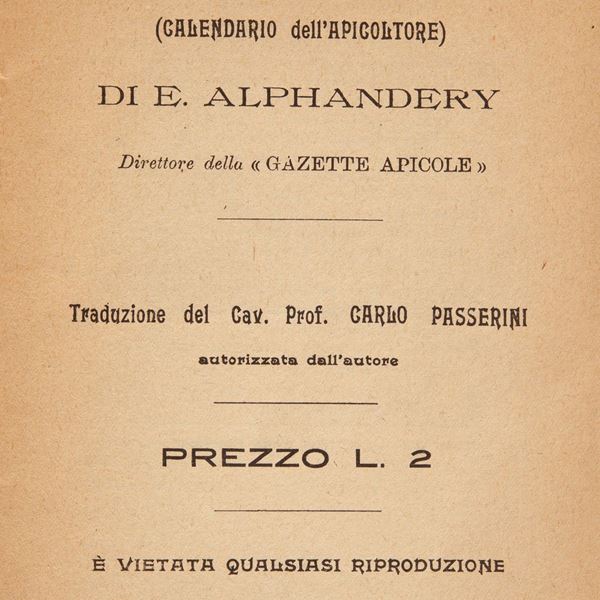 (CALENDARIO dell'APICOLTORE)
DI E. ALPHANDERY
Direttore della « GAZETTE APICOLE »
Traduzione del Cav. Prof. CARLO PASSERINI
autorizzata dall'autore
PREZZO L. 2
È VIETATA QUALSIASI RIPRODUZIONE